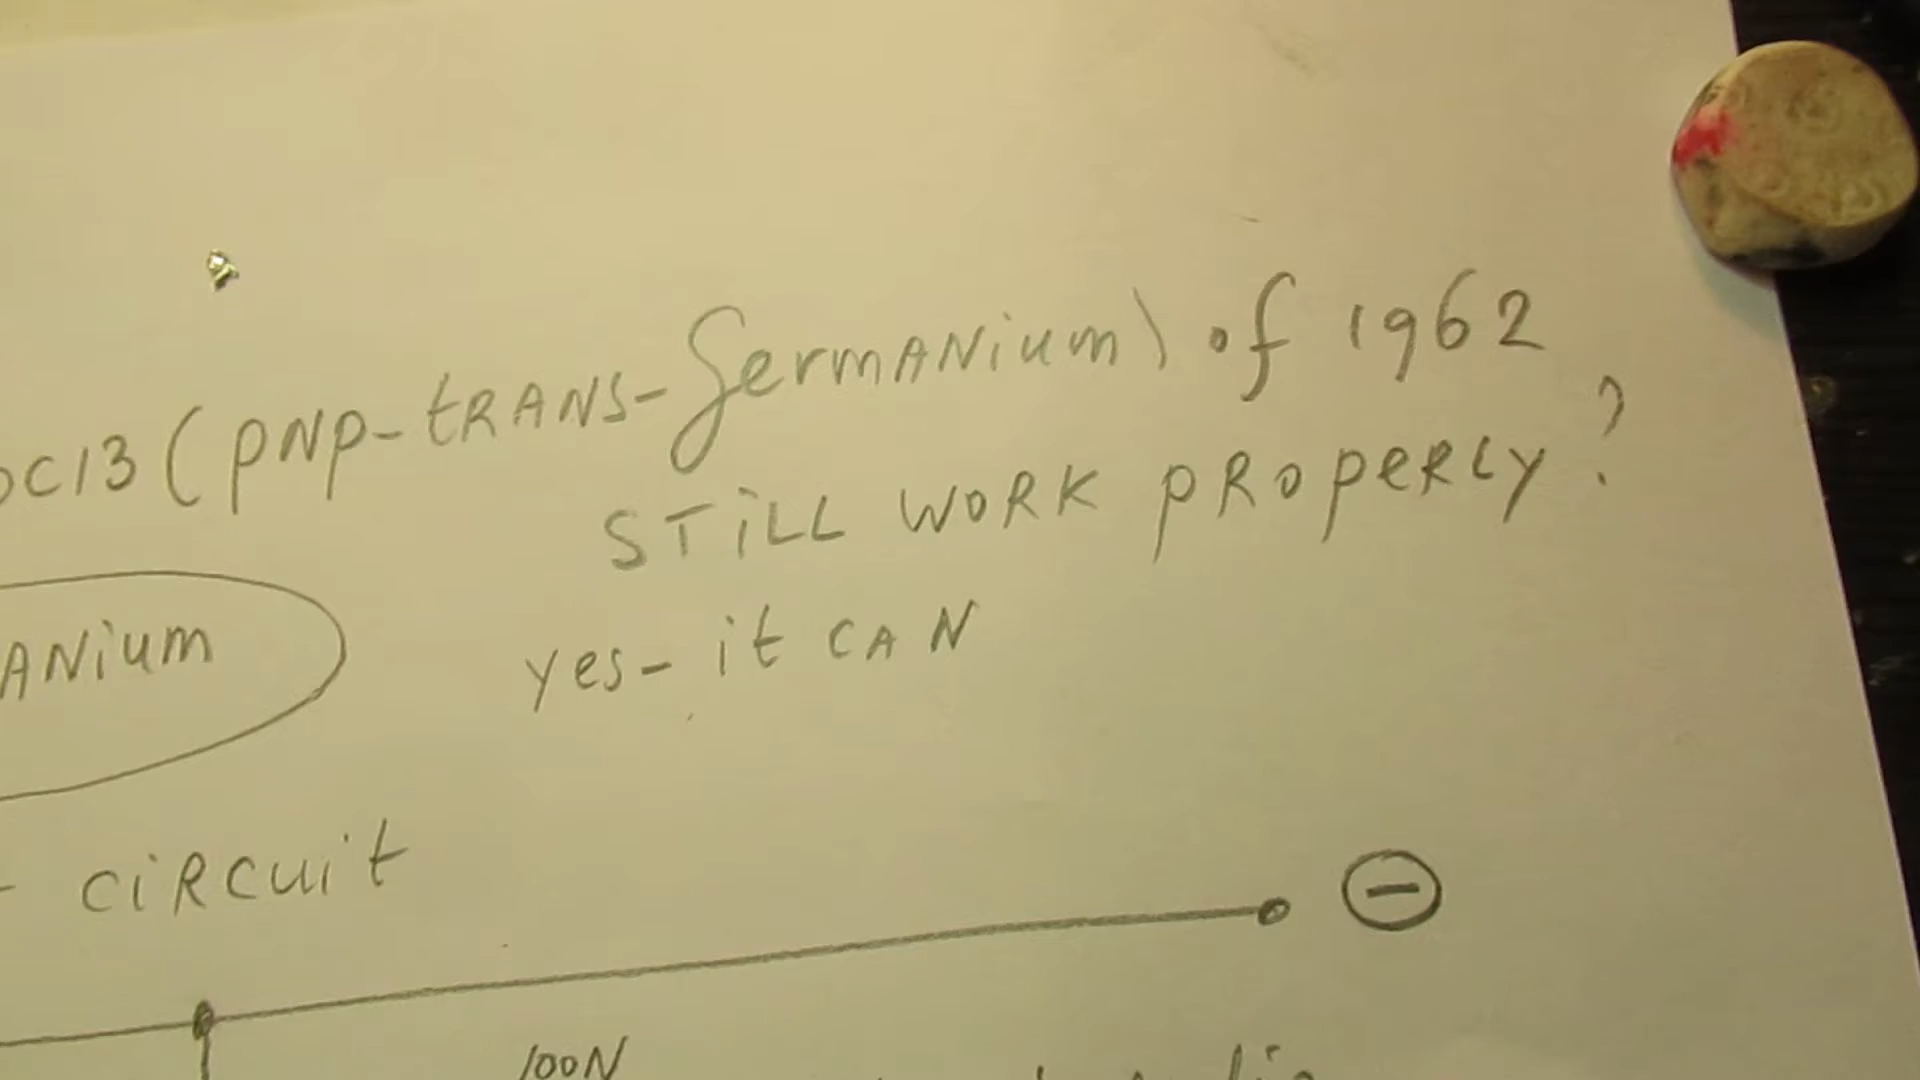 OC13 (pNp-tRANS-GermANium) of 1962
STiLL WORK pROpeRLy?
yes- it CAN
ANium
- CiRCuit
−
100N